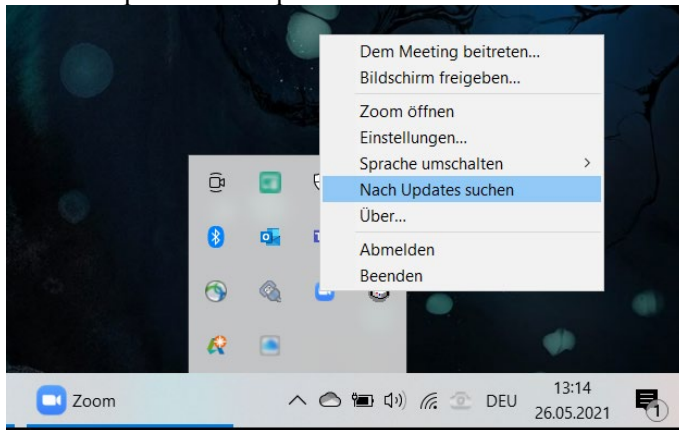 Dem Meeting beitreten...
Bildschirm freigeben...
Zoom öffnen
Einstellungen...
Sprache umschalten >
Nach Updates suchen
Über...
Abmelden
Beenden
Zoom
DEU
13:14
26.05.2021
1